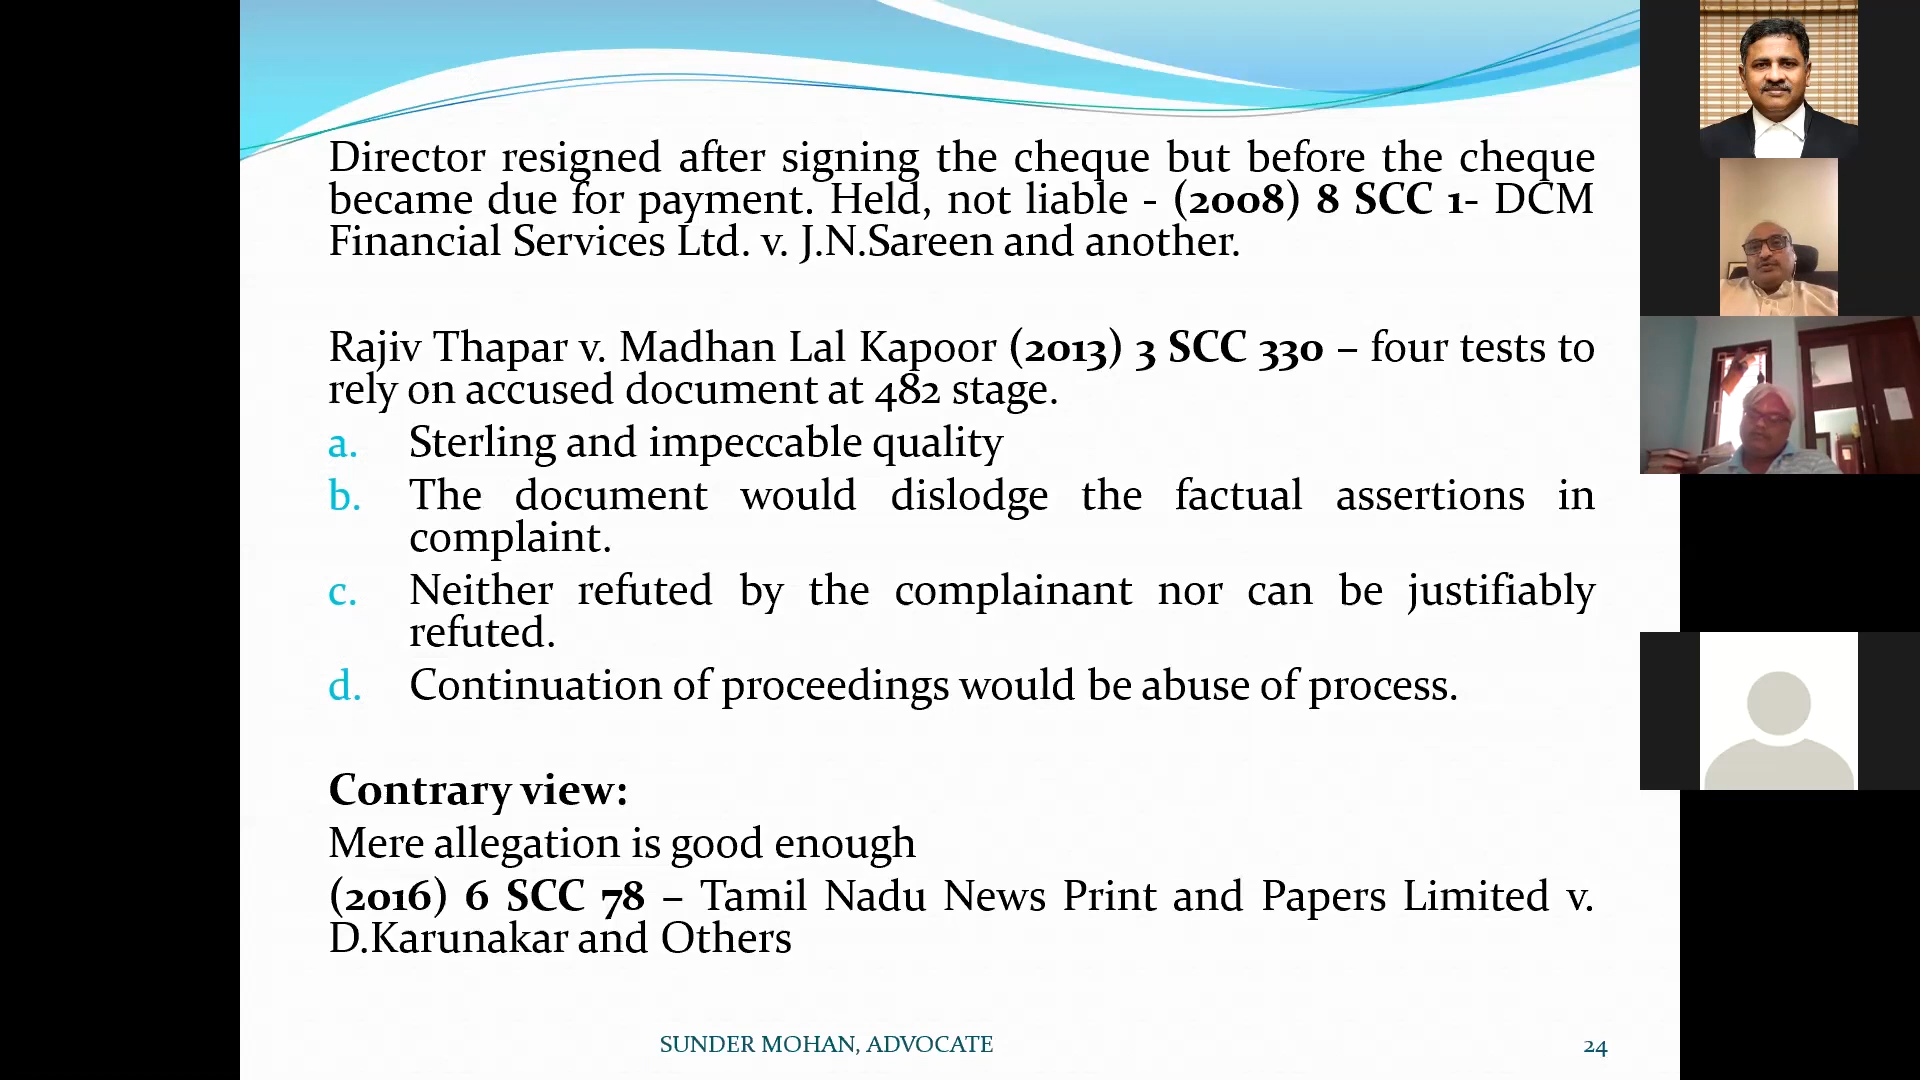 Director resigned after signing the cheque but before the cheque
became due for payment. Held, not liable - (2008) 8 SCC 1- DCM
Financial Services Ltd. v. J.N.Sareen and another.
Rajiv Thapar v. Madhan Lal Kapoor (2013) 3 SCC 330 – four tests to
rely on accused document at 482 stage.
a. Sterling and impeccable quality
b. The document would dislodge the factual assertions in
complaint.
c. Neither refuted by the complainant nor can be justifiably
refuted.
d. Continuation of proceedings would be abuse of process.
Contrary view:
Mere allegation is good enough
(2016) 6 SCC 78 – Tamil Nadu News Print and Papers Limited v.
D.Karunakar and Others
SUNDER MOHAN, ADVOCATE
24